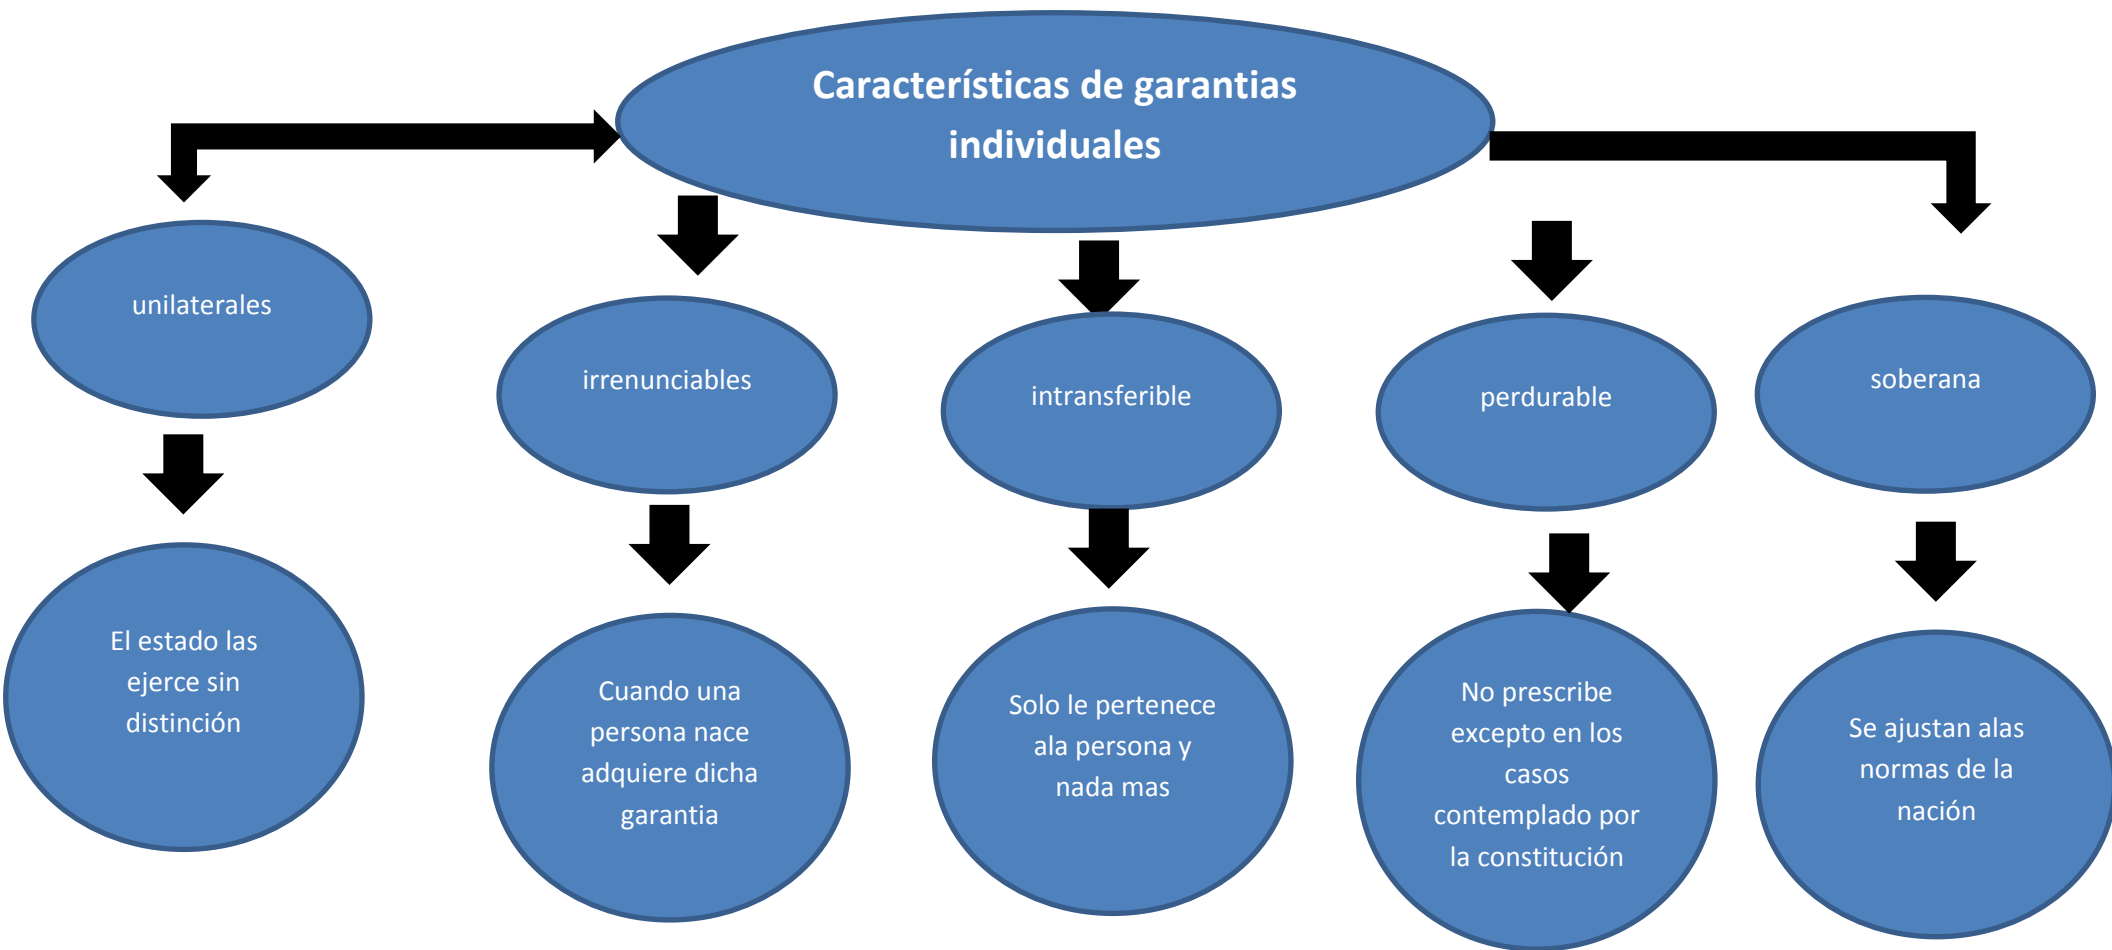 Característícas de garantias
individuales
unilaterales
irrenunciables
intransferible
perdurable
soberana
El estado las
ejerce sin
distinción
Cuando una
persona nace
adquiere dicha
garantia
Solo le pertenece
ala persona y
nada mas
No prescribe
excepto en los
casos
contemplado por
la constitución
Se ajustan alas
normas de la
nación